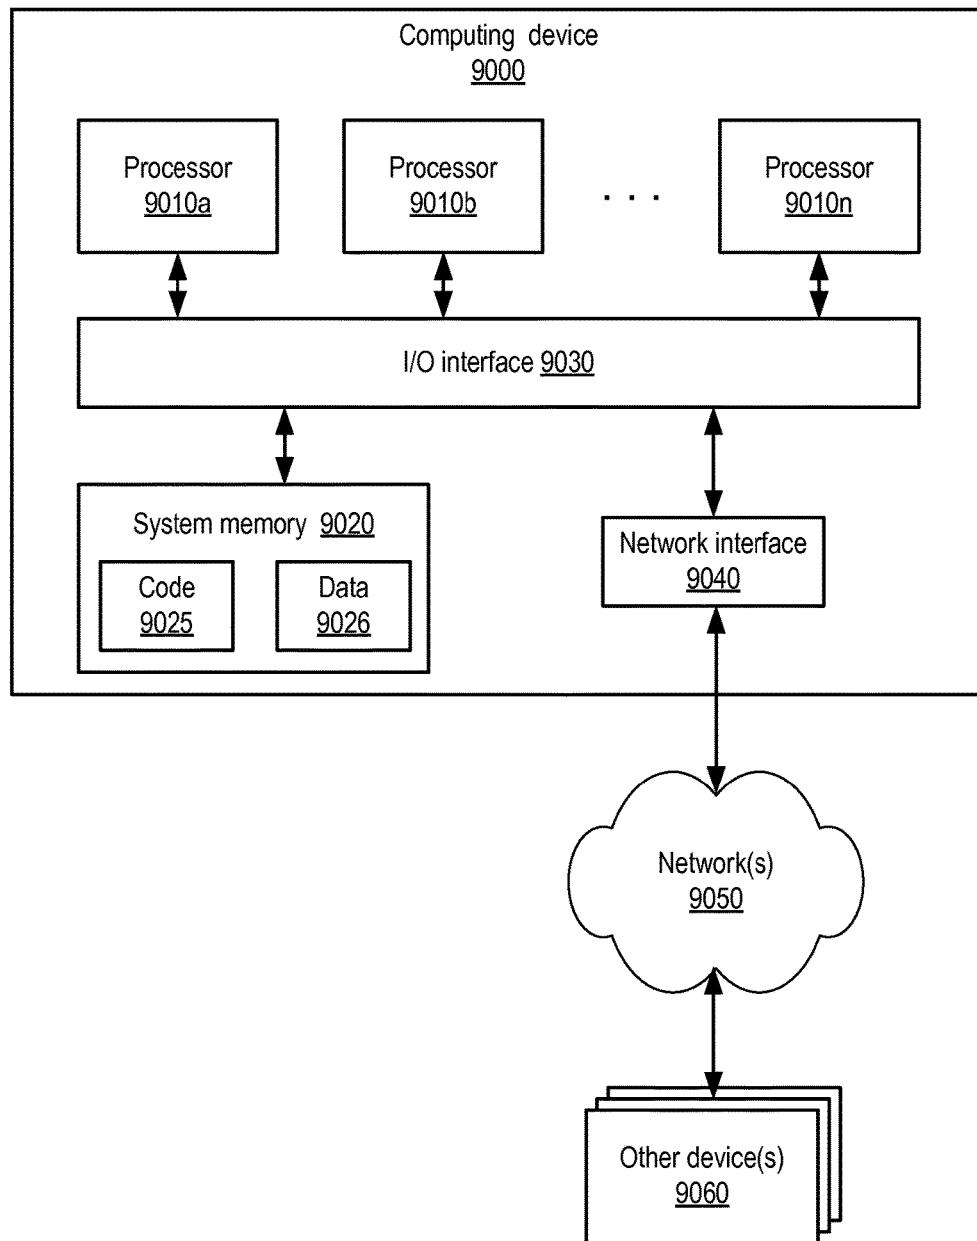 Computing device
9000
Processor
9010a
Processor
9010b
. . .
Processor
9010n
I/O interface 9030
System memory 9020
Code
9025
Data
9026
Network interface
9040
Network(s)
9050
Other device(s)
9060